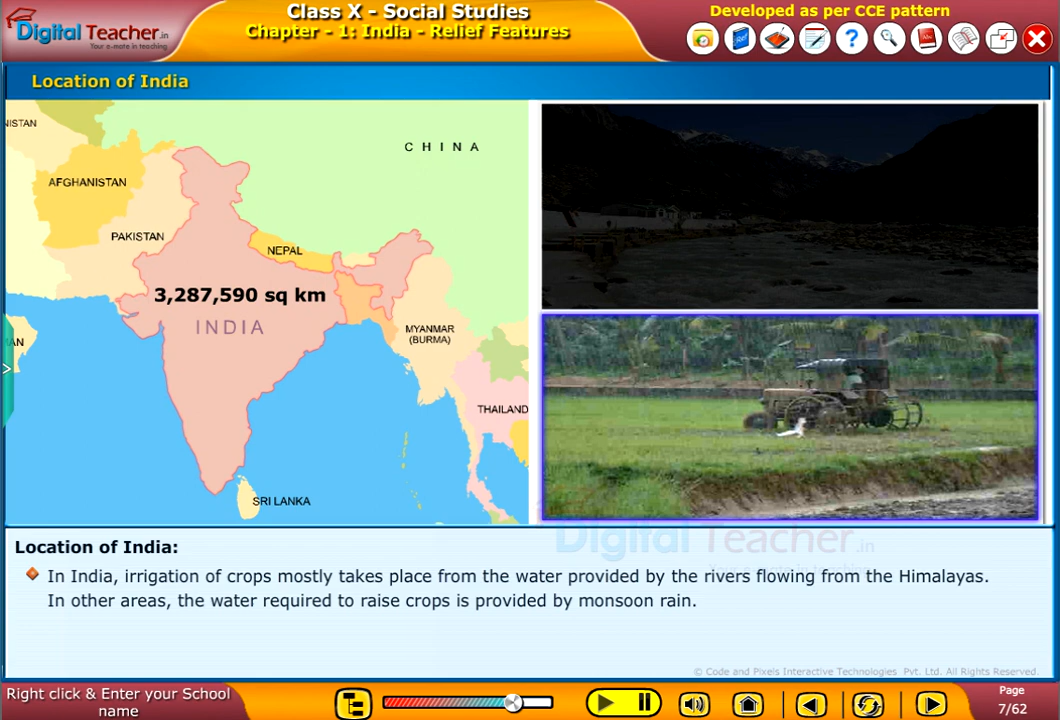 Digital Teacher.in
Your e-mate in teaching
Class X - Social Studies
Chapter - 1: India - Relief Features
Developed as per CCE pattern
Location of India
NISTAN
CHINA
AFGHANISTAN
PAKISTAN
NEPAL
3,287,590 sq km
INDIA
MYANMAR
(BURMA)
AN
THAILAND
SRI LANKA
Digital Teacher.in
Location of India:
In India, irrigation of crops mostly takes place from the water provided by the rivers flowing from the Himalayas.
In other areas, the water required to raise crops is provided by monsoon rain.
© Code and Pixels Interactive Technologies Pvt. Ltd. All Rights Reserved.
Right click & Enter your School
name
Page
7/62